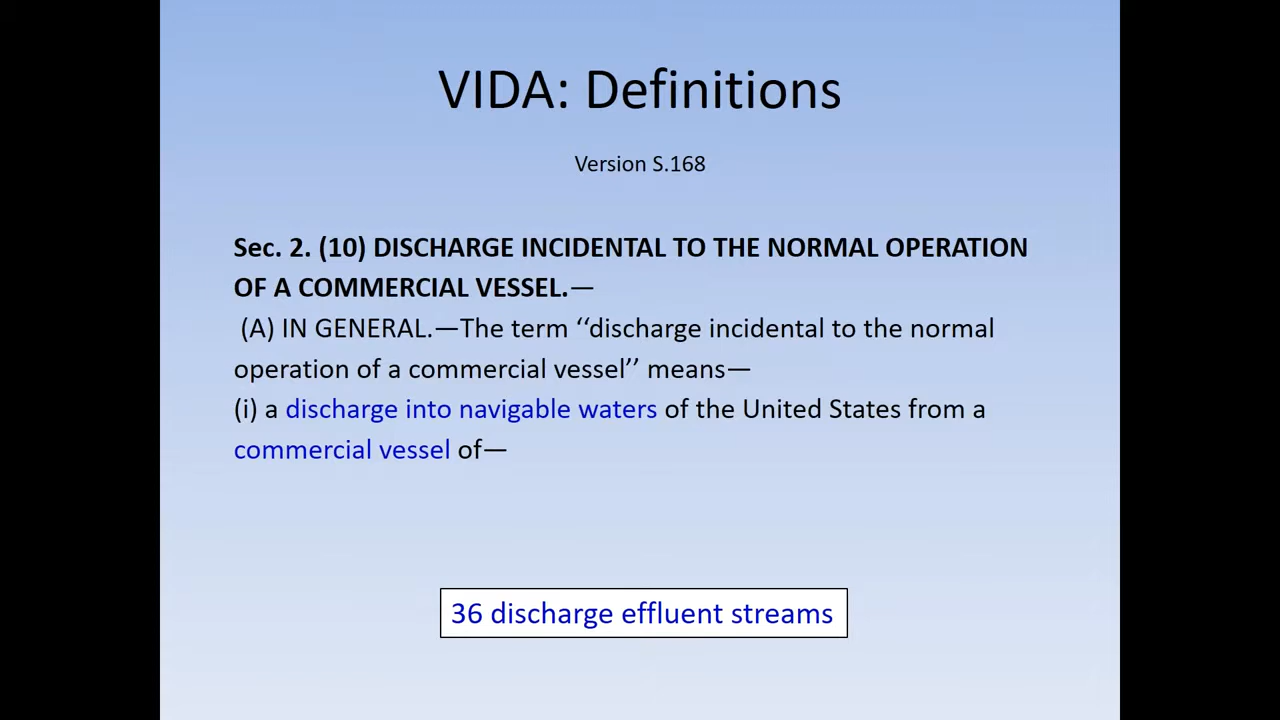 VIDA: Definitions
Version S.168
Sec. 2. (10) DISCHARGE INCIDENTAL TO THE NORMAL OPERATION
OF A COMMERCIAL VESSEL.—
(A) IN GENERAL.—The term ‘‘discharge incidental to the normal
operation of a commercial vessel’’ means—
(i) a discharge into navigable waters of the United States from a
commercial vessel of—
36 discharge effluent streams